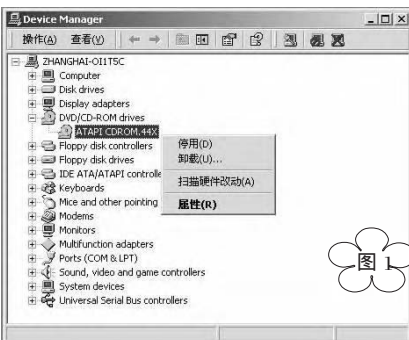 Device Manager
操作(A) 查看(V)
ZHANGHAI-OI1T5C
Computer
Disk drives
Display adapters
DVD/CD-ROM drives
ATAPI CDROM.44X
停用(D)
Floppy disk controllers
卸载(U)...
Floppy disk drives
IDE ATA/ATAPI controlle
扫描硬件改动(A)
Keyboards
Mice and other pointing
属性(R)
Modems
Monitors
Multifunction adapters
Ports (COM & LPT)
Sound, video and game controllers
System devices
Universal Serial Bus controllers
图 1